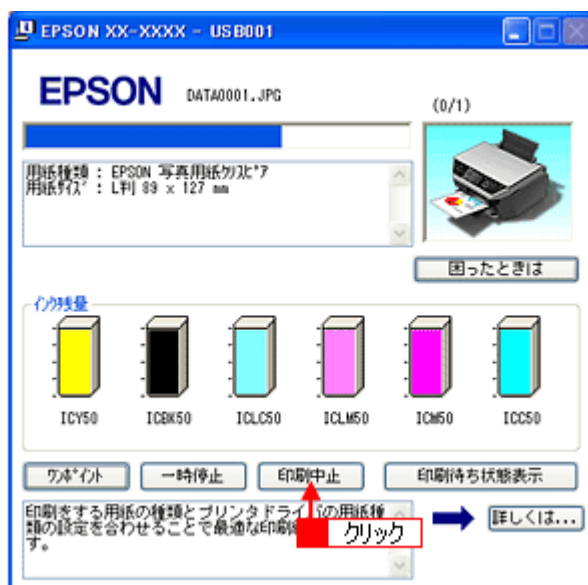 EPSON XX-XXXX - USB001
EPSON DATA0001.JPG
(0/1)
用紙種類 : EPSON 写真用紙クリスピア
用紙サイズ : L判 89 x 127 mm
困ったときは
インク残量
ICY50 ICBK50 ICLC50 ICLM50 ICM50 ICC50
ワンポイント 一時停止 印刷中止 印刷待ち状態表示
印刷をする用紙の種類とプリンタドライバの用紙種
類の設定を合わせることで最適な印刷
す。
クリック
詳しくは...